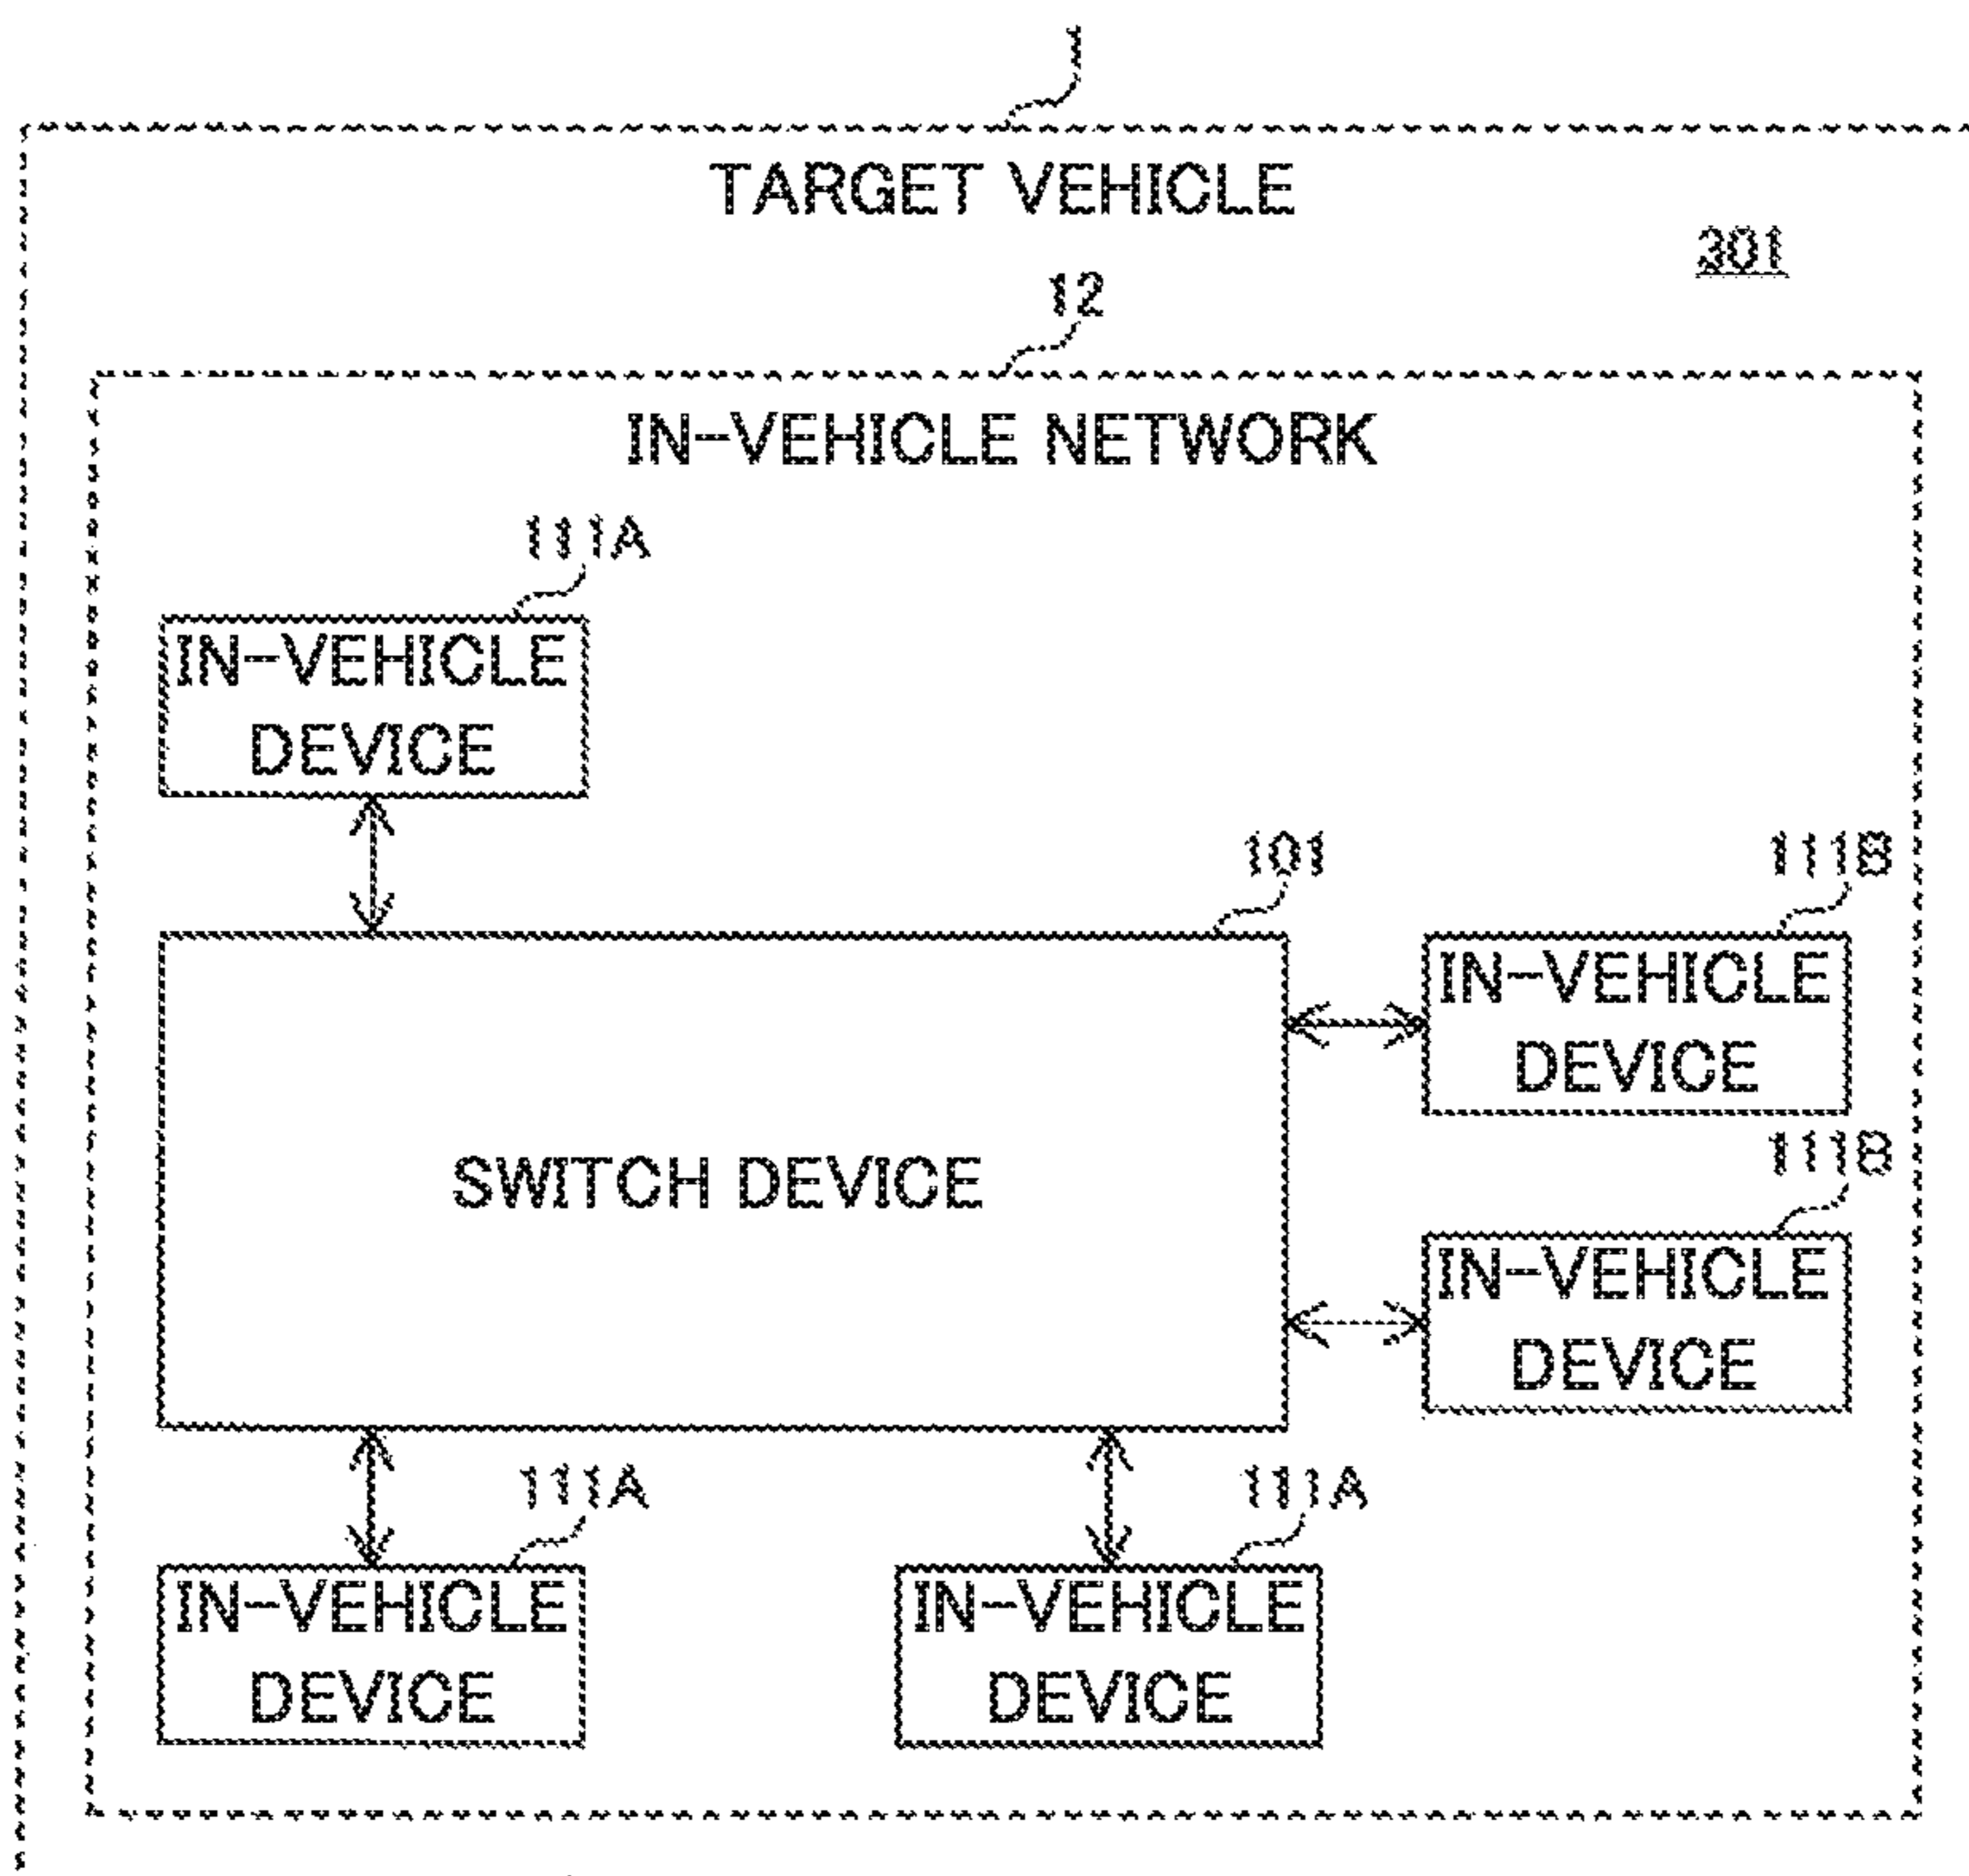 1
TARGET VEHICLE
301
12
IN-VEHICLE NETWORK
111A
IN-VEHICLE
DEVICE
101
111B
IN-VEHICLE
DEVICE
SWITCH DEVICE
111B
IN-VEHICLE
DEVICE
111A
111A
IN-VEHICLE
DEVICE
IN-VEHICLE
DEVICE